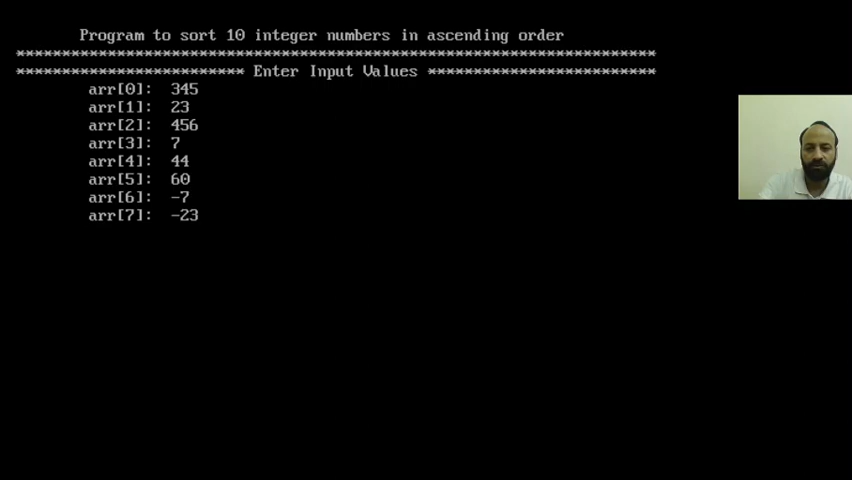 Program to sort 10 integer numbers in ascending order
***********************************************************************
************************* Enter Input Values *************************
arr[0]: 345
arr[1]: 23
arr[2]: 456
arr[3]: 7
arr[4]: 44
arr[5]: 60
arr[6]: -7
arr[7]: -23